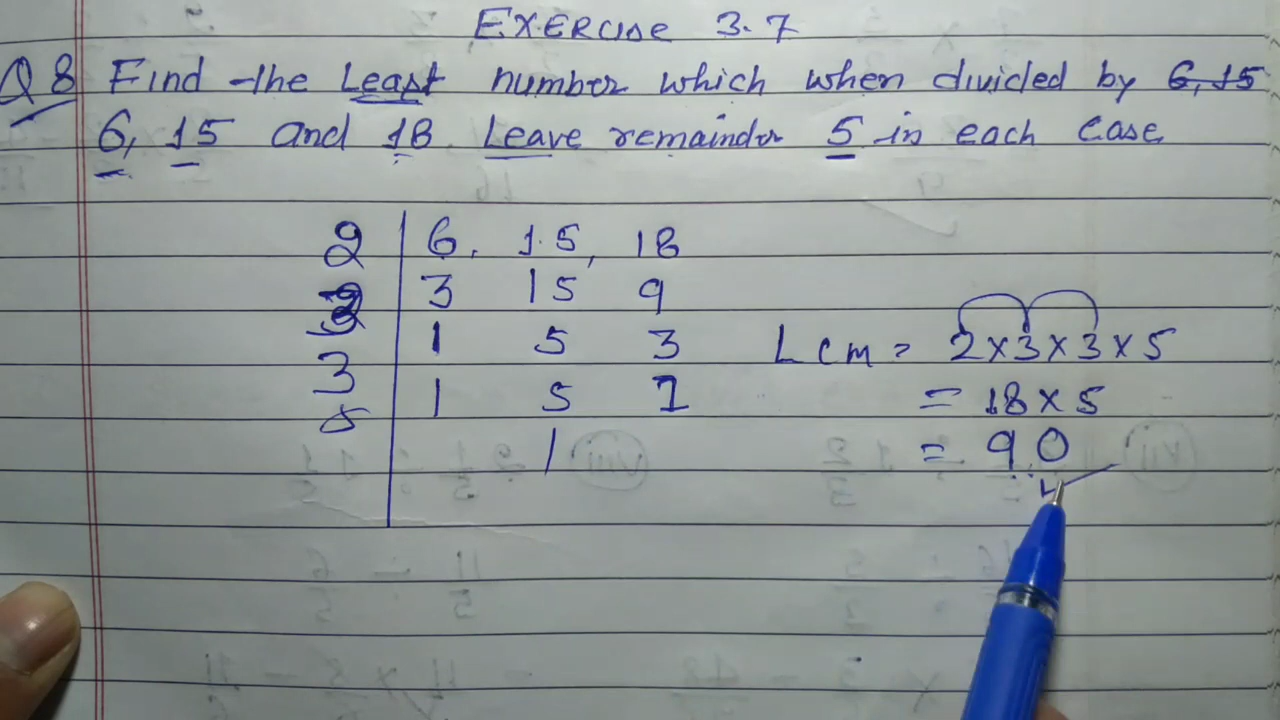 EXERCISE 3.7
Q8 Find the Least number which when divided by 6, 15
6, 15 and 18 Leave remainder 5 in each case
2 | 6, 15, 18
3 | 3 15 9
3 | 1 5 3
5 | 1 5 1
1
Lcm = 2×3×3×5
= 18×5
= 90